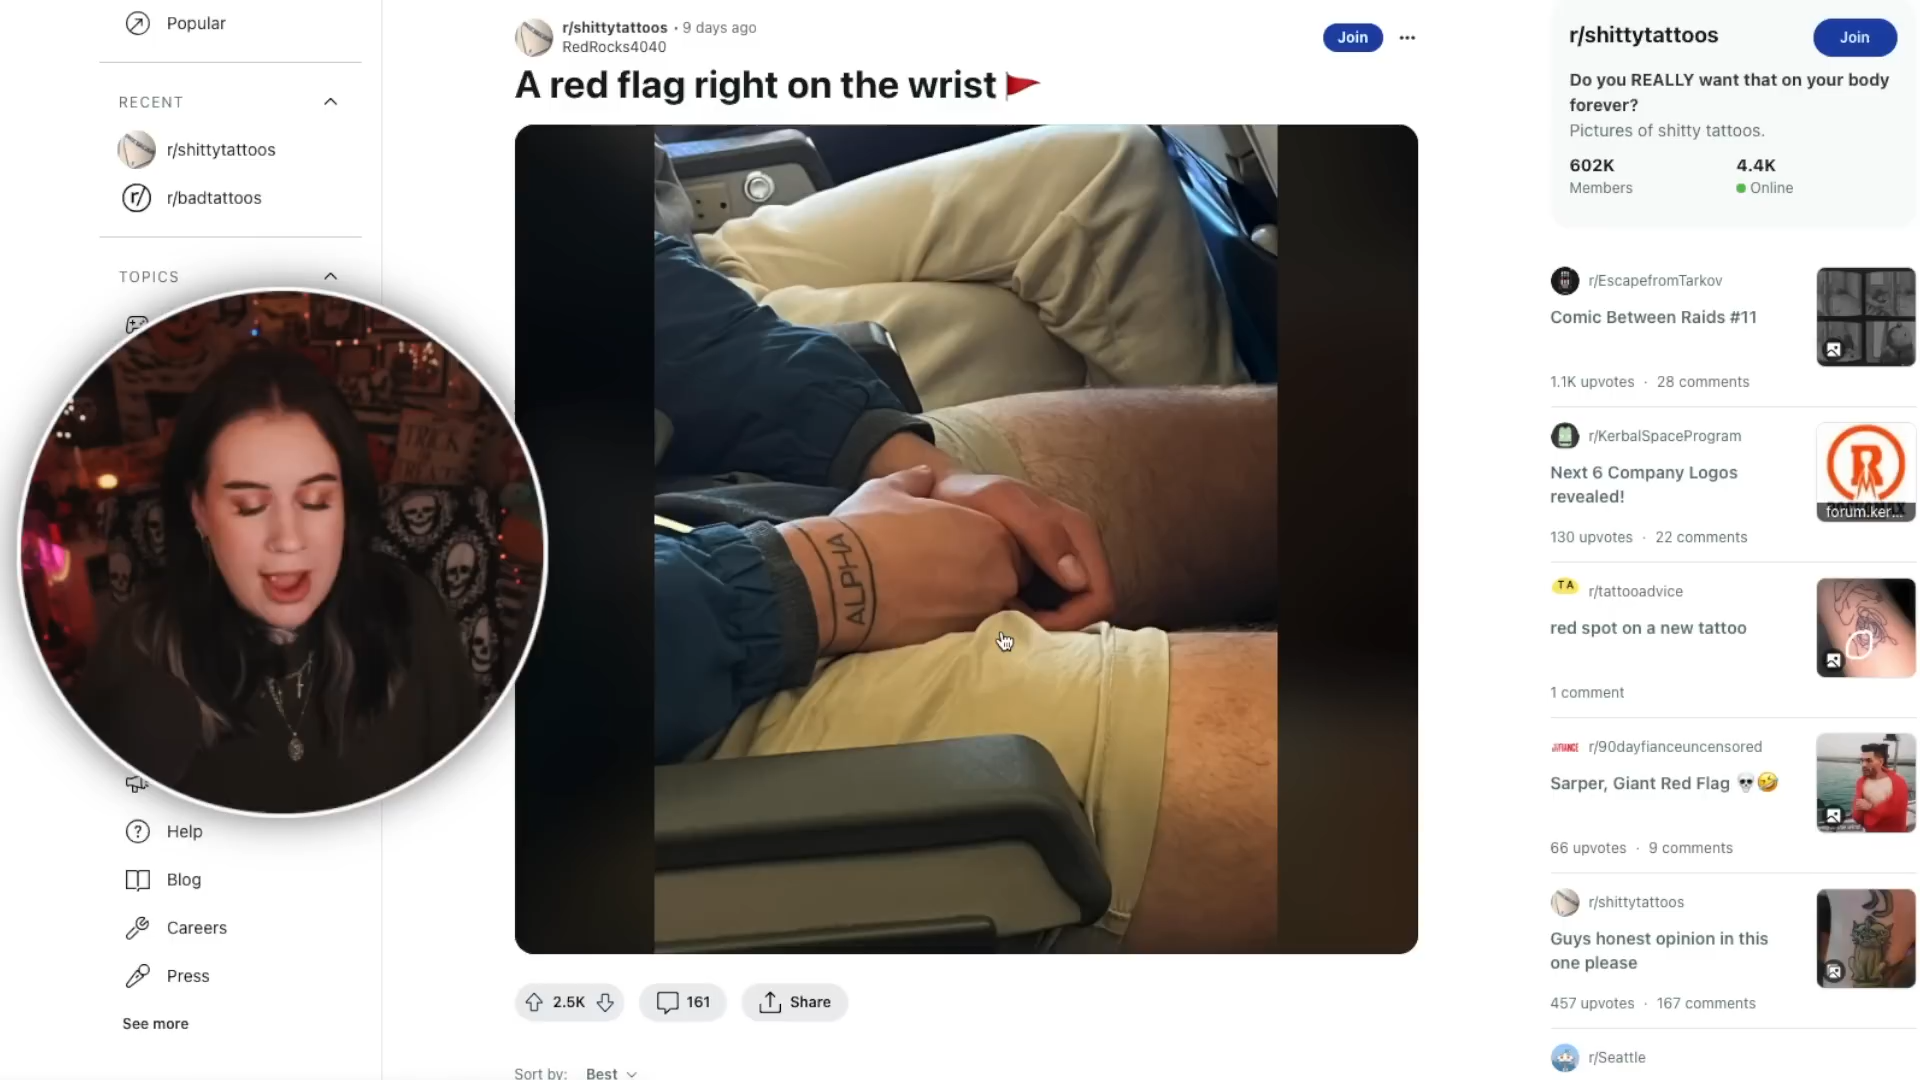 Popular
RECENT
r/shittytattoos
r/badtattoos
TOPICS
Help
Blog
Careers
Press
See more
r/shittytattoos · 9 days ago
RedRocks4040
Join
A red flag right on the wrist
ALPHA
TRICK
TREAT
2.5K
161
Share
Sort by: Best
r/shittytattoos
Join
Do you REALLY want that on your body
forever?
Pictures of shitty tattoos.
602K 4.4K
Members Online
r/EscapefromTarkov
Comic Between Raids #11
1.1K upvotes · 28 comments
r/KerbalSpaceProgram
Next 6 Company Logos
revealed!
R
forum.ker...
130 upvotes · 22 comments
TA
r/tattooadvice
red spot on a new tattoo
1 comment
r/90dayfianceuncensored
Sarper, Giant Red Flag
66 upvotes · 9 comments
r/shittytattoos
Guys honest opinion in this
one please
457 upvotes · 167 comments
r/Seattle